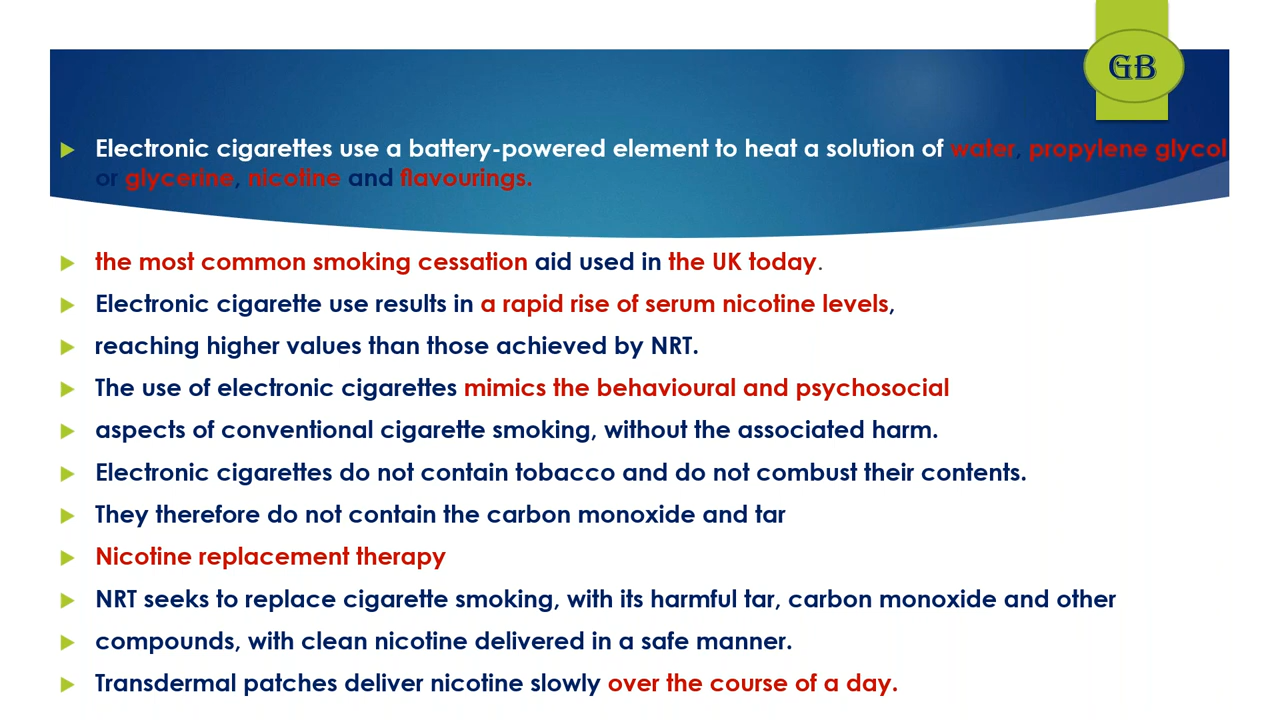 GB
Electronic cigarettes use a battery-powered element to heat a solution of water, propylene glycol
or glycerine, nicotine and flavourings.
the most common smoking cessation aid used in the UK today.
Electronic cigarette use results in a rapid rise of serum nicotine levels,
reaching higher values than those achieved by NRT.
The use of electronic cigarettes mimics the behavioural and psychosocial
aspects of conventional cigarette smoking, without the associated harm.
Electronic cigarettes do not contain tobacco and do not combust their contents.
They therefore do not contain the carbon monoxide and tar
Nicotine replacement therapy
NRT seeks to replace cigarette smoking, with its harmful tar, carbon monoxide and other
compounds, with clean nicotine delivered in a safe manner.
Transdermal patches deliver nicotine slowly over the course of a day.